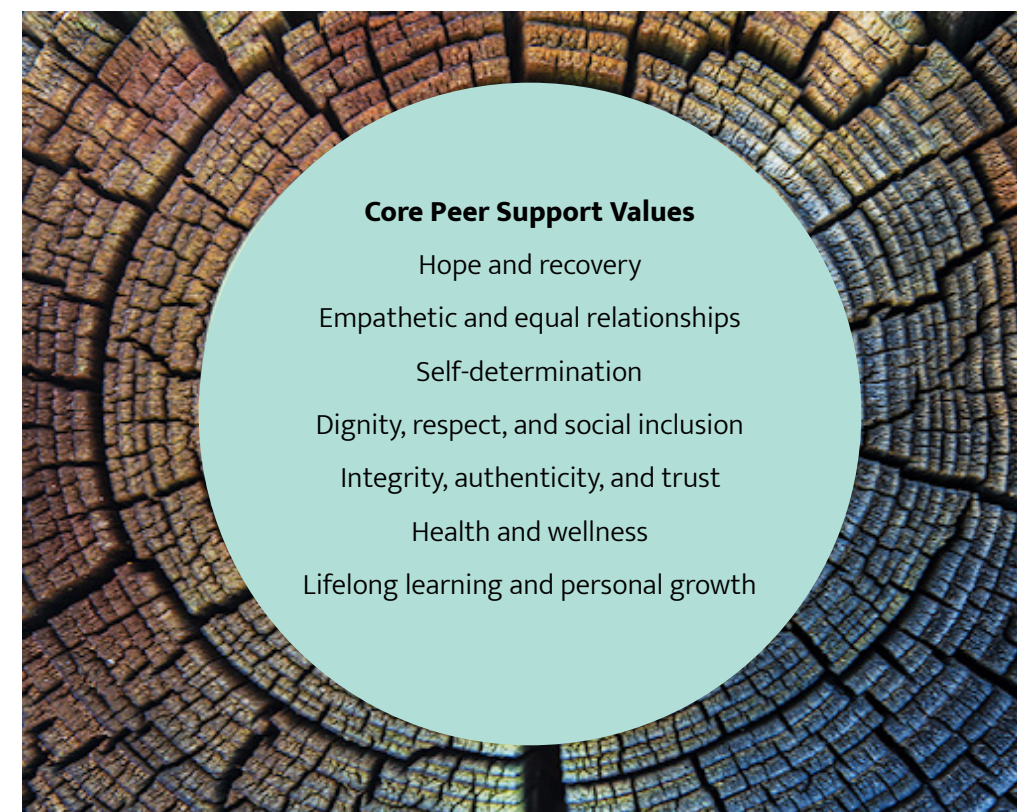 Core Peer Support Values
Hope and recovery
Empathetic and equal relationships
Self-determination
Dignity, respect, and social inclusion
Integrity, authenticity, and trust
Health and wellness
Lifelong learning and personal growth